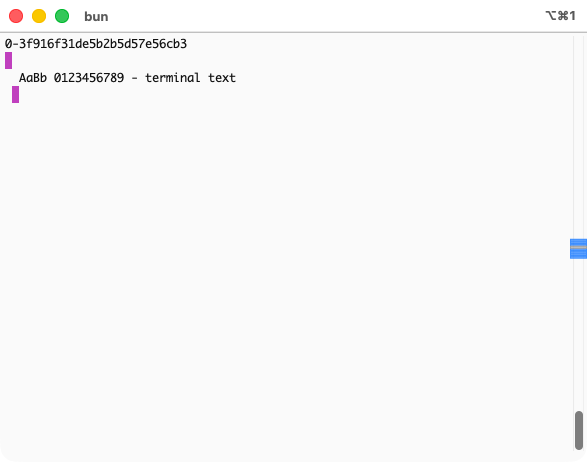 bun
⌥⌘1
0-3f916f31de5b2b5d57e56cb3
AaBb 0123456789 - terminal text